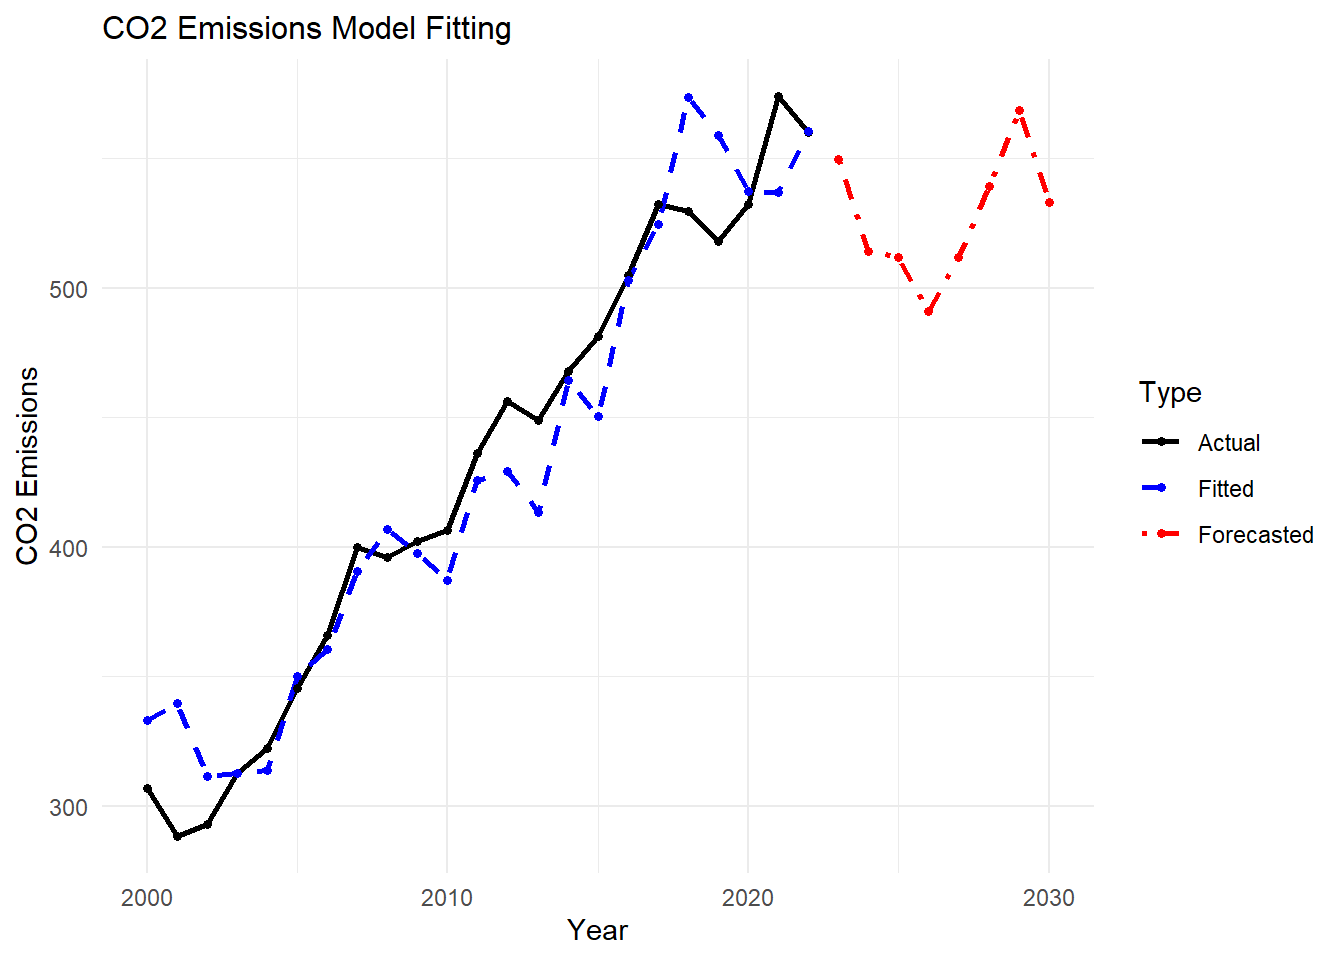 CO2 Emissions Model Fitting
CO2 Emissions
500
400
300
2000
2010
2020
2030
Year
Type
Actual
Fitted
Forecasted